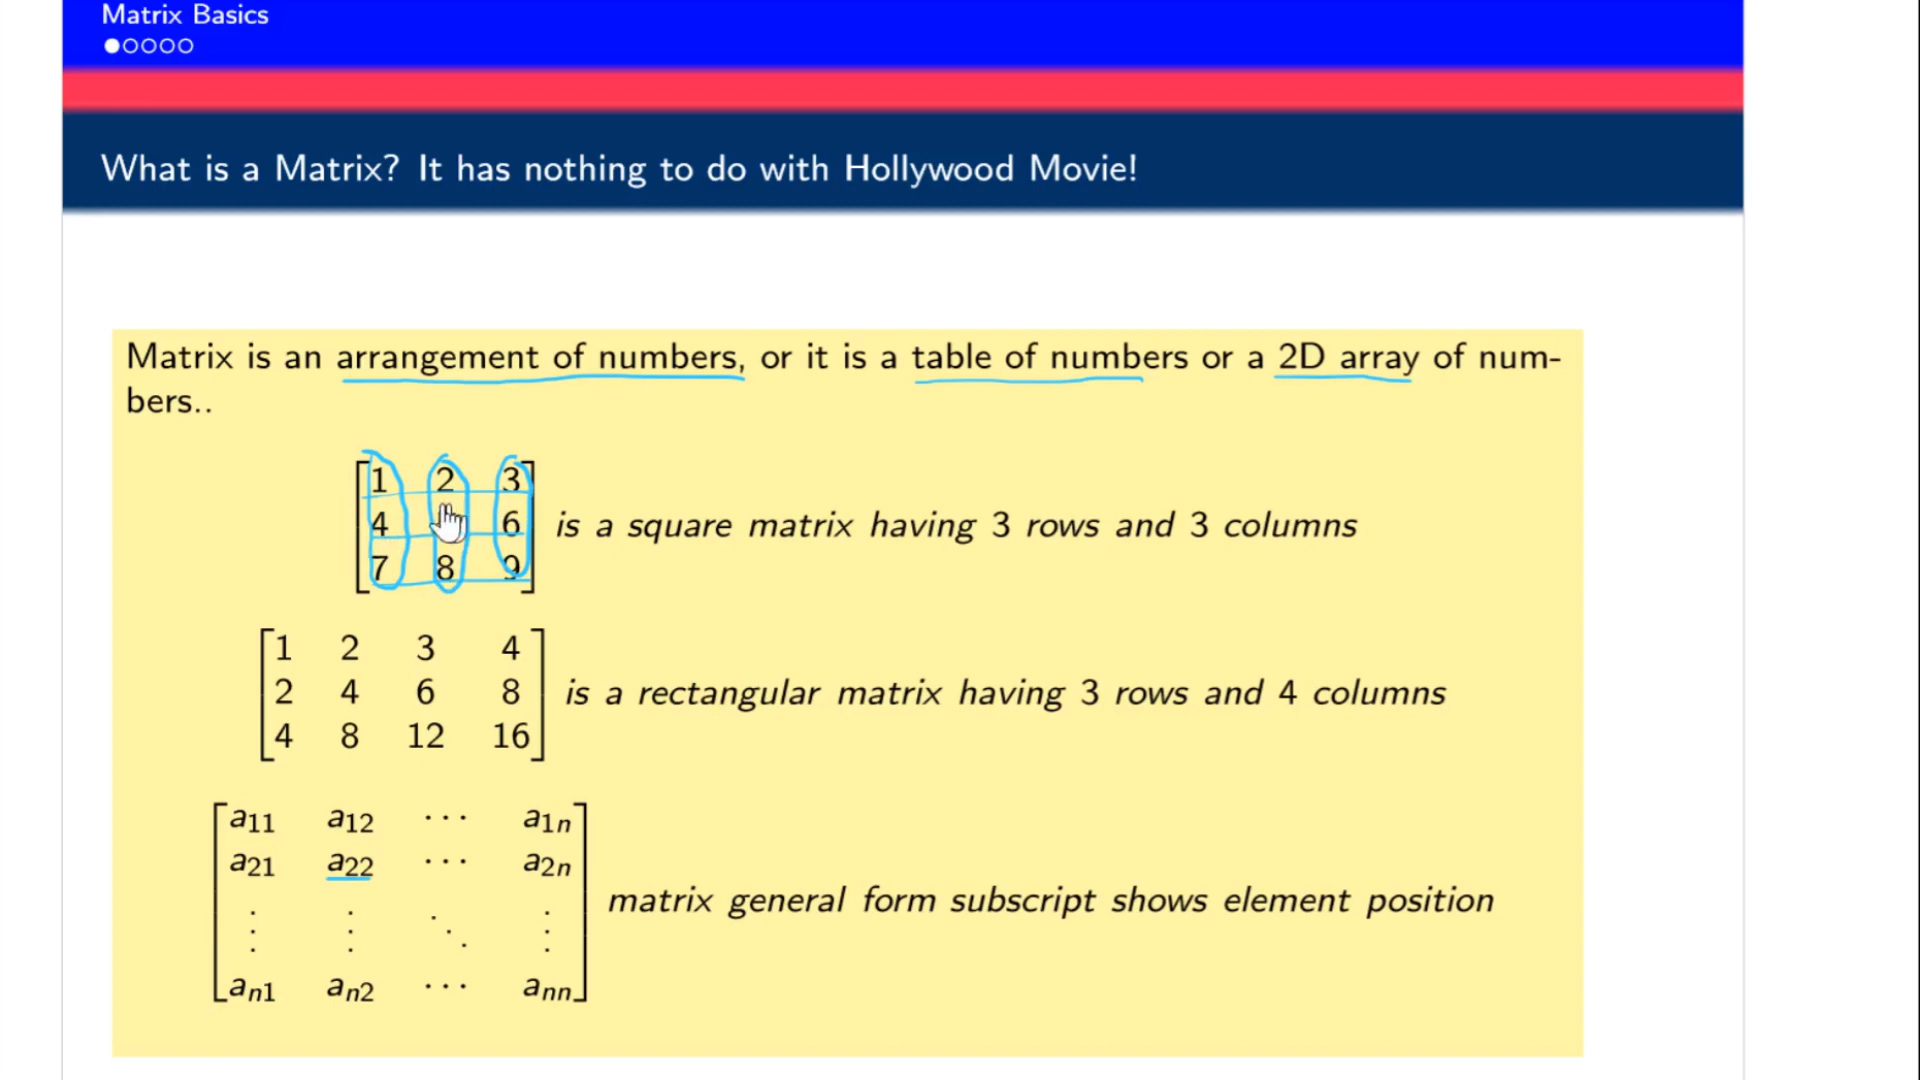 Matrix Basics
What is a Matrix? It has nothing to do with Hollywood Movie!
Matrix is an arrangement of numbers, or it is a table of numbers or a 2D array of num-
bers..
1 2 3
4 6 is a square matrix having 3 rows and 3 columns
7 8 9
1 2 3 4
2 4 6 8 is a rectangular matrix having 3 rows and 4 columns
4 8 12 16
a11 a12 ··· a1n
a21 a22 ··· a2n
⋮ ⋮ ⋱ ⋮ matrix general form subscript shows element position
an1 an2 ··· ann